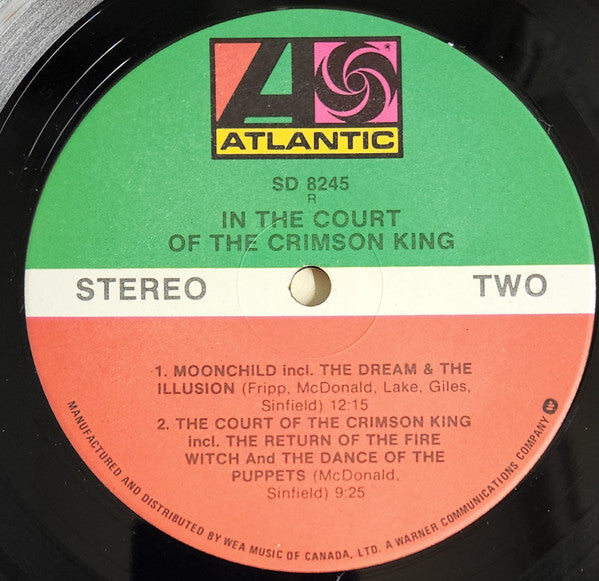 ATLANTIC
®
SD 8245
R
IN THE COURT
OF THE CRIMSON KING
STEREO
TWO
1. MOONCHILD incl. THE DREAM & THE
ILLUSION (Fripp, McDonald, Lake, Giles,
Sinfield) 12:15
2. THE COURT OF THE CRIMSON KING
incl. THE RETURN OF THE FIRE
WITCH And THE DANCE OF THE
PUPPETS (McDonald,
Sinfield) 9:25
MANUFACTURED AND DISTRIBUTED BY WEA MUSIC OF CANADA, LTD. A WARNER COMMUNICATIONS COMPANY